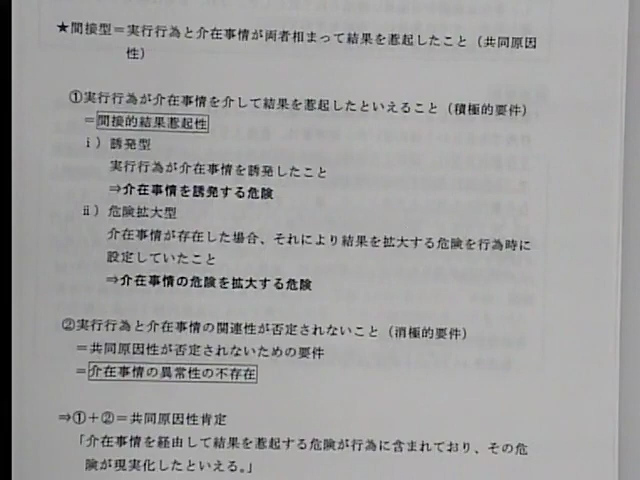 ★間接型＝実行行為と介在事情が両者相まって結果を惹起したこと（共同原因
性）
①実行行為が介在事情を介して結果を惹起したといえること（積極的要件）
＝間接的結果惹起性
ⅰ）誘発型
実行行為が介在事情を誘発したこと
⇒介在事情を誘発する危険
ⅱ）危険拡大型
介在事情が存在した場合、それにより結果を拡大する危険を行為時に
設定していたこと
⇒介在事情の危険を拡大する危険
②実行行為と介在事情の関連性が否定されないこと（消極的要件）
＝共同原因性が否定されないための要件
＝介在事情の異常性の不存在
⇒①＋②＝共同原因性肯定
「介在事情を経由して結果を惹起する危険が行為に含まれており、その危
険が現実化したといえる。」